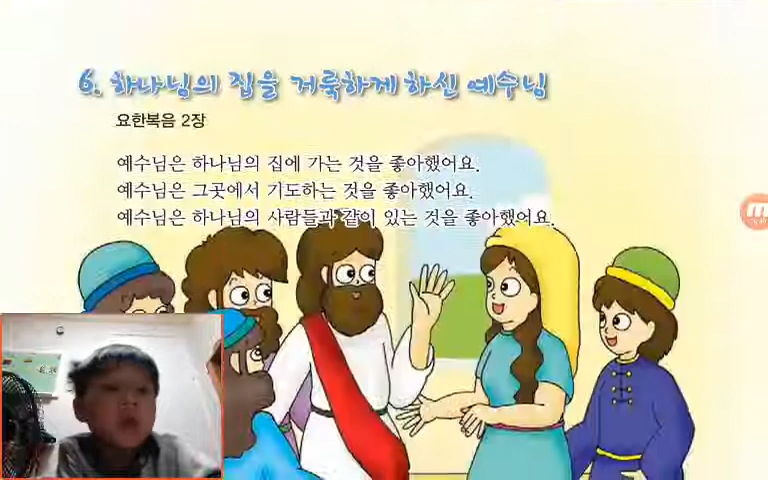 6. 하나님의 집을 거룩하게 하신 예수님
요한복음 2장
예수님은 하나님의 집에 가는 것을 좋아했어요.
예수님은 그곳에서 기도하는 것을 좋아했어요.
예수님은 하나님의 사람들과 같이 있는 것을 좋아했어요.